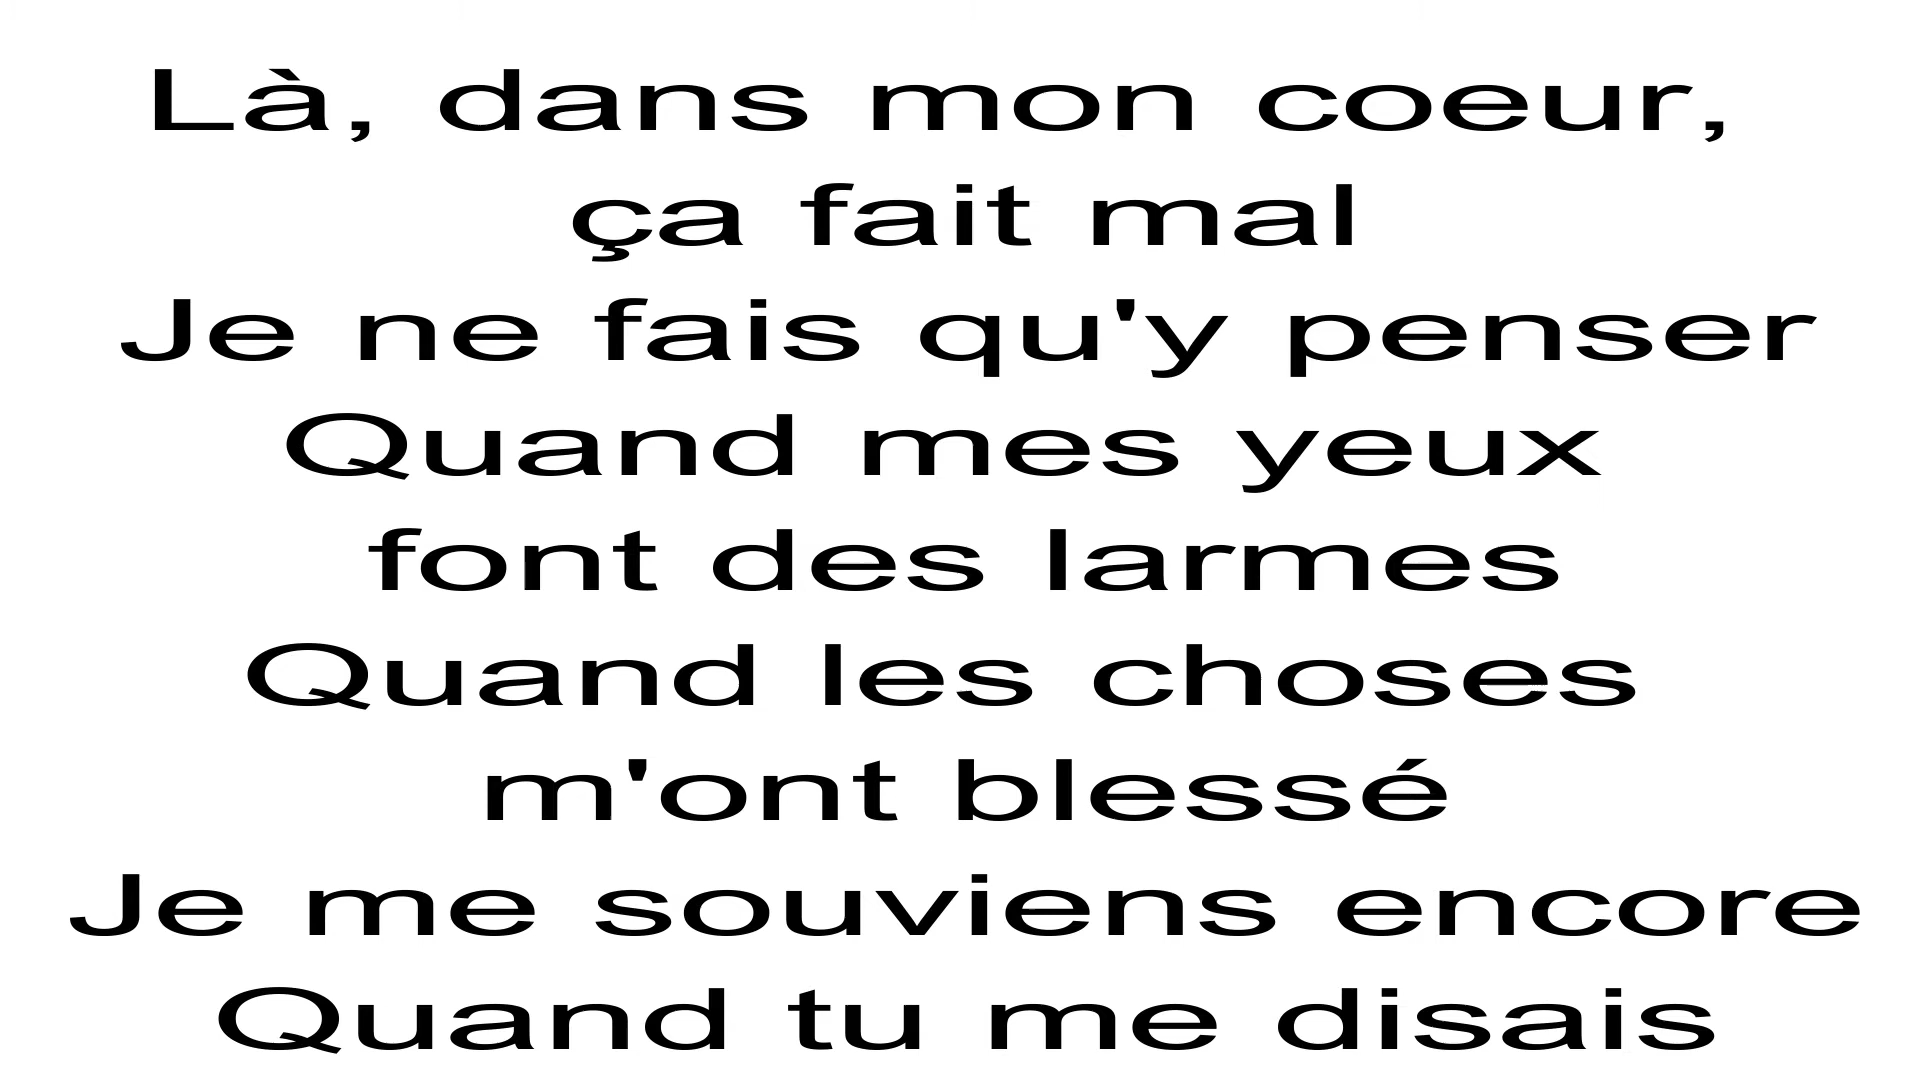 Là, dans mon coeur,
ça fait mal
Je ne fais qu'y penser
Quand mes yeux
font des larmes
Quand les choses
m'ont blessé
Je me souviens encore
Quand tu me disais